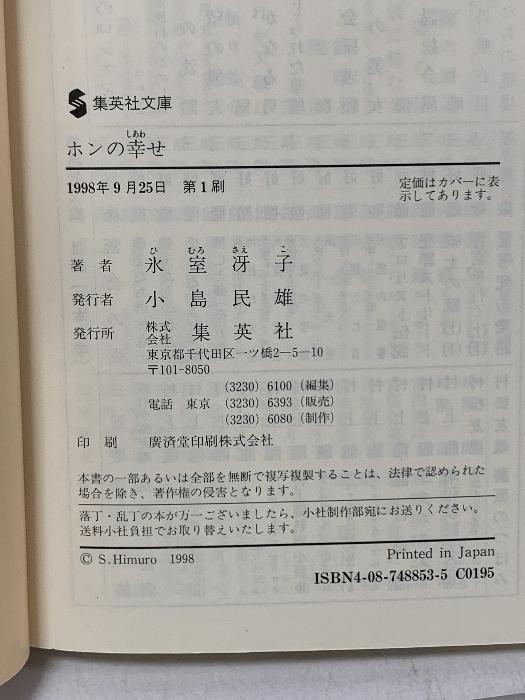 集英社文庫
ホンの幸せ
しあわ
1998年9月25日 第1刷
定価はカバーに表
示してあります。
ひ むろ さえ こ
著者 氷室冴子
発行者 小島民雄
発行所 株式会社 集英社
東京都千代田区一ツ橋2―5―10
〒101-8050
(3230) 6100 (編集)
電話 東京 (3230) 6393 (販売)
(3230) 6080 (制作)
印刷 廣済堂印刷株式会社
本書の一部あるいは全部を無断で複写複製することは、法律で認められた
場合を除き、著作権の侵害となります。
落丁・乱丁の本が万一ございましたら、小社制作部宛にお送りください。
送料小社負担でお取り替えいたします。
© S.Himuro 1998
Printed in Japan
ISBN4-08-748853-5 C0195